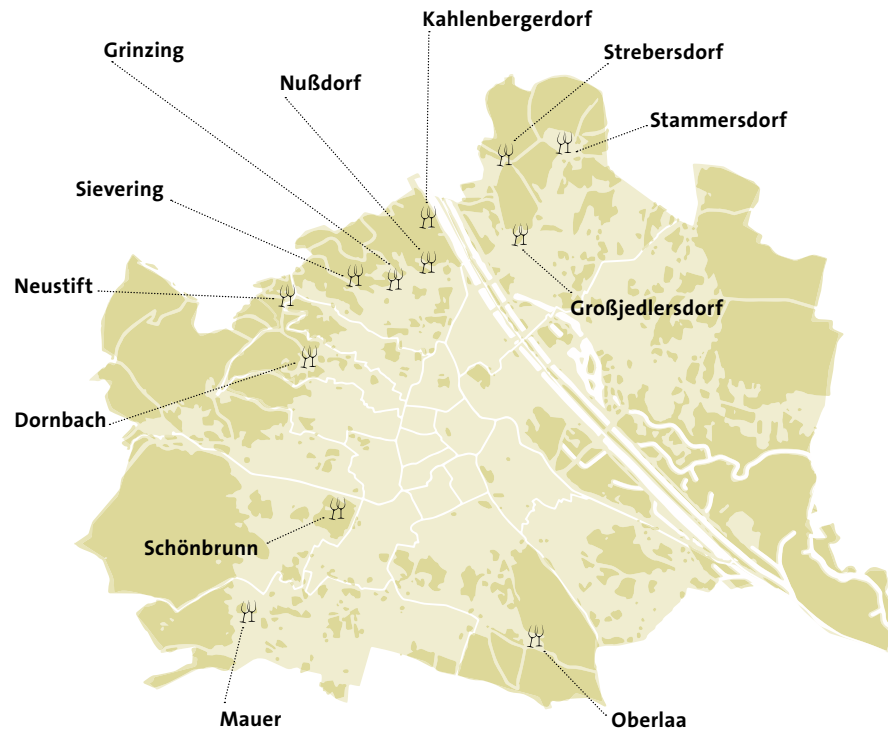 Kahlenbergerdorf
Grinzing
Strebersdorf
Nußdorf
Stammersdorf
Sievering
Neustift
Großjedlersdorf
Dornbach
Schönbrunn
Mauer
Oberlaa